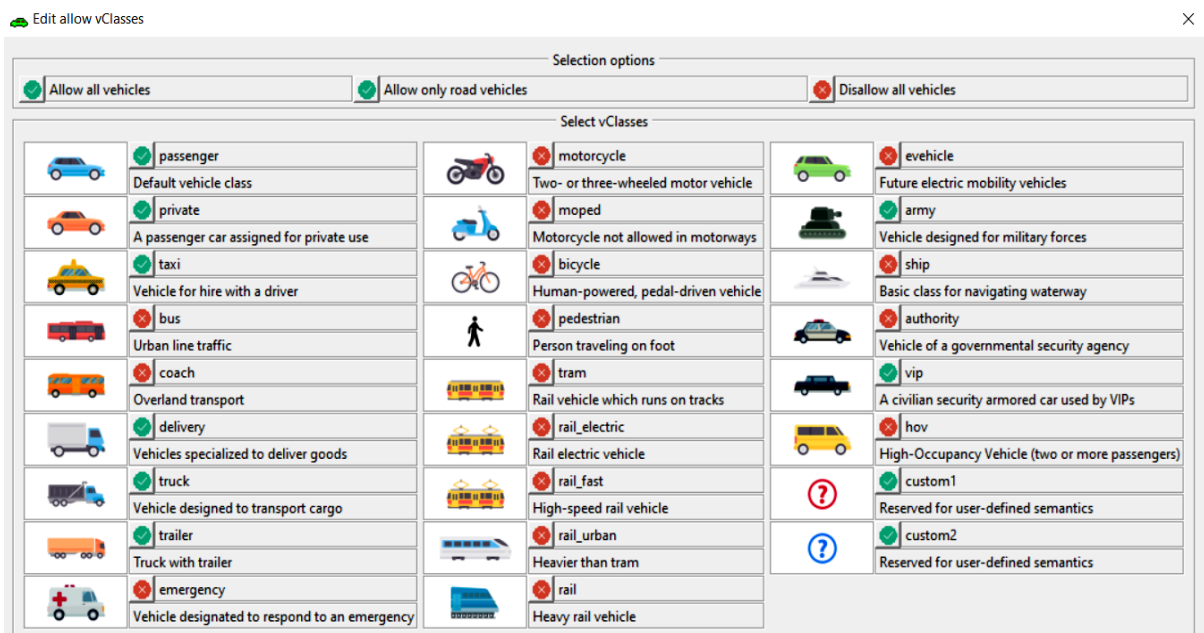 Edit allow vClasses
Selection options
Allow all vehicles
Allow only road vehicles
Disallow all vehicles
Select vClasses
passenger
Default vehicle class
private
A passenger car assigned for private use
taxi
Vehicle for hire with a driver
bus
Urban line traffic
coach
Overland transport
delivery
Vehicles specialized to deliver goods
truck
Vehicle designed to transport cargo
trailer
Truck with trailer
emergency
Vehicle designated to respond to an emergency
motorcycle
Two- or three-wheeled motor vehicle
moped
Motorcycle not allowed in motorways
bicycle
Human-powered, pedal-driven vehicle
pedestrian
Person traveling on foot
tram
Rail vehicle which runs on tracks
rail_electric
Rail electric vehicle
rail_fast
High-speed rail vehicle
rail_urban
Heavier than tram
rail
Heavy rail vehicle
evehicle
Future electric mobility vehicles
army
Vehicle designed for military forces
ship
Basic class for navigating waterway
authority
Vehicle of a governmental security agency
vip
A civilian security armored car used by VIPs
hov
High-Occupancy Vehicle (two or more passengers)
custom1
Reserved for user-defined semantics
custom2
Reserved for user-defined semantics